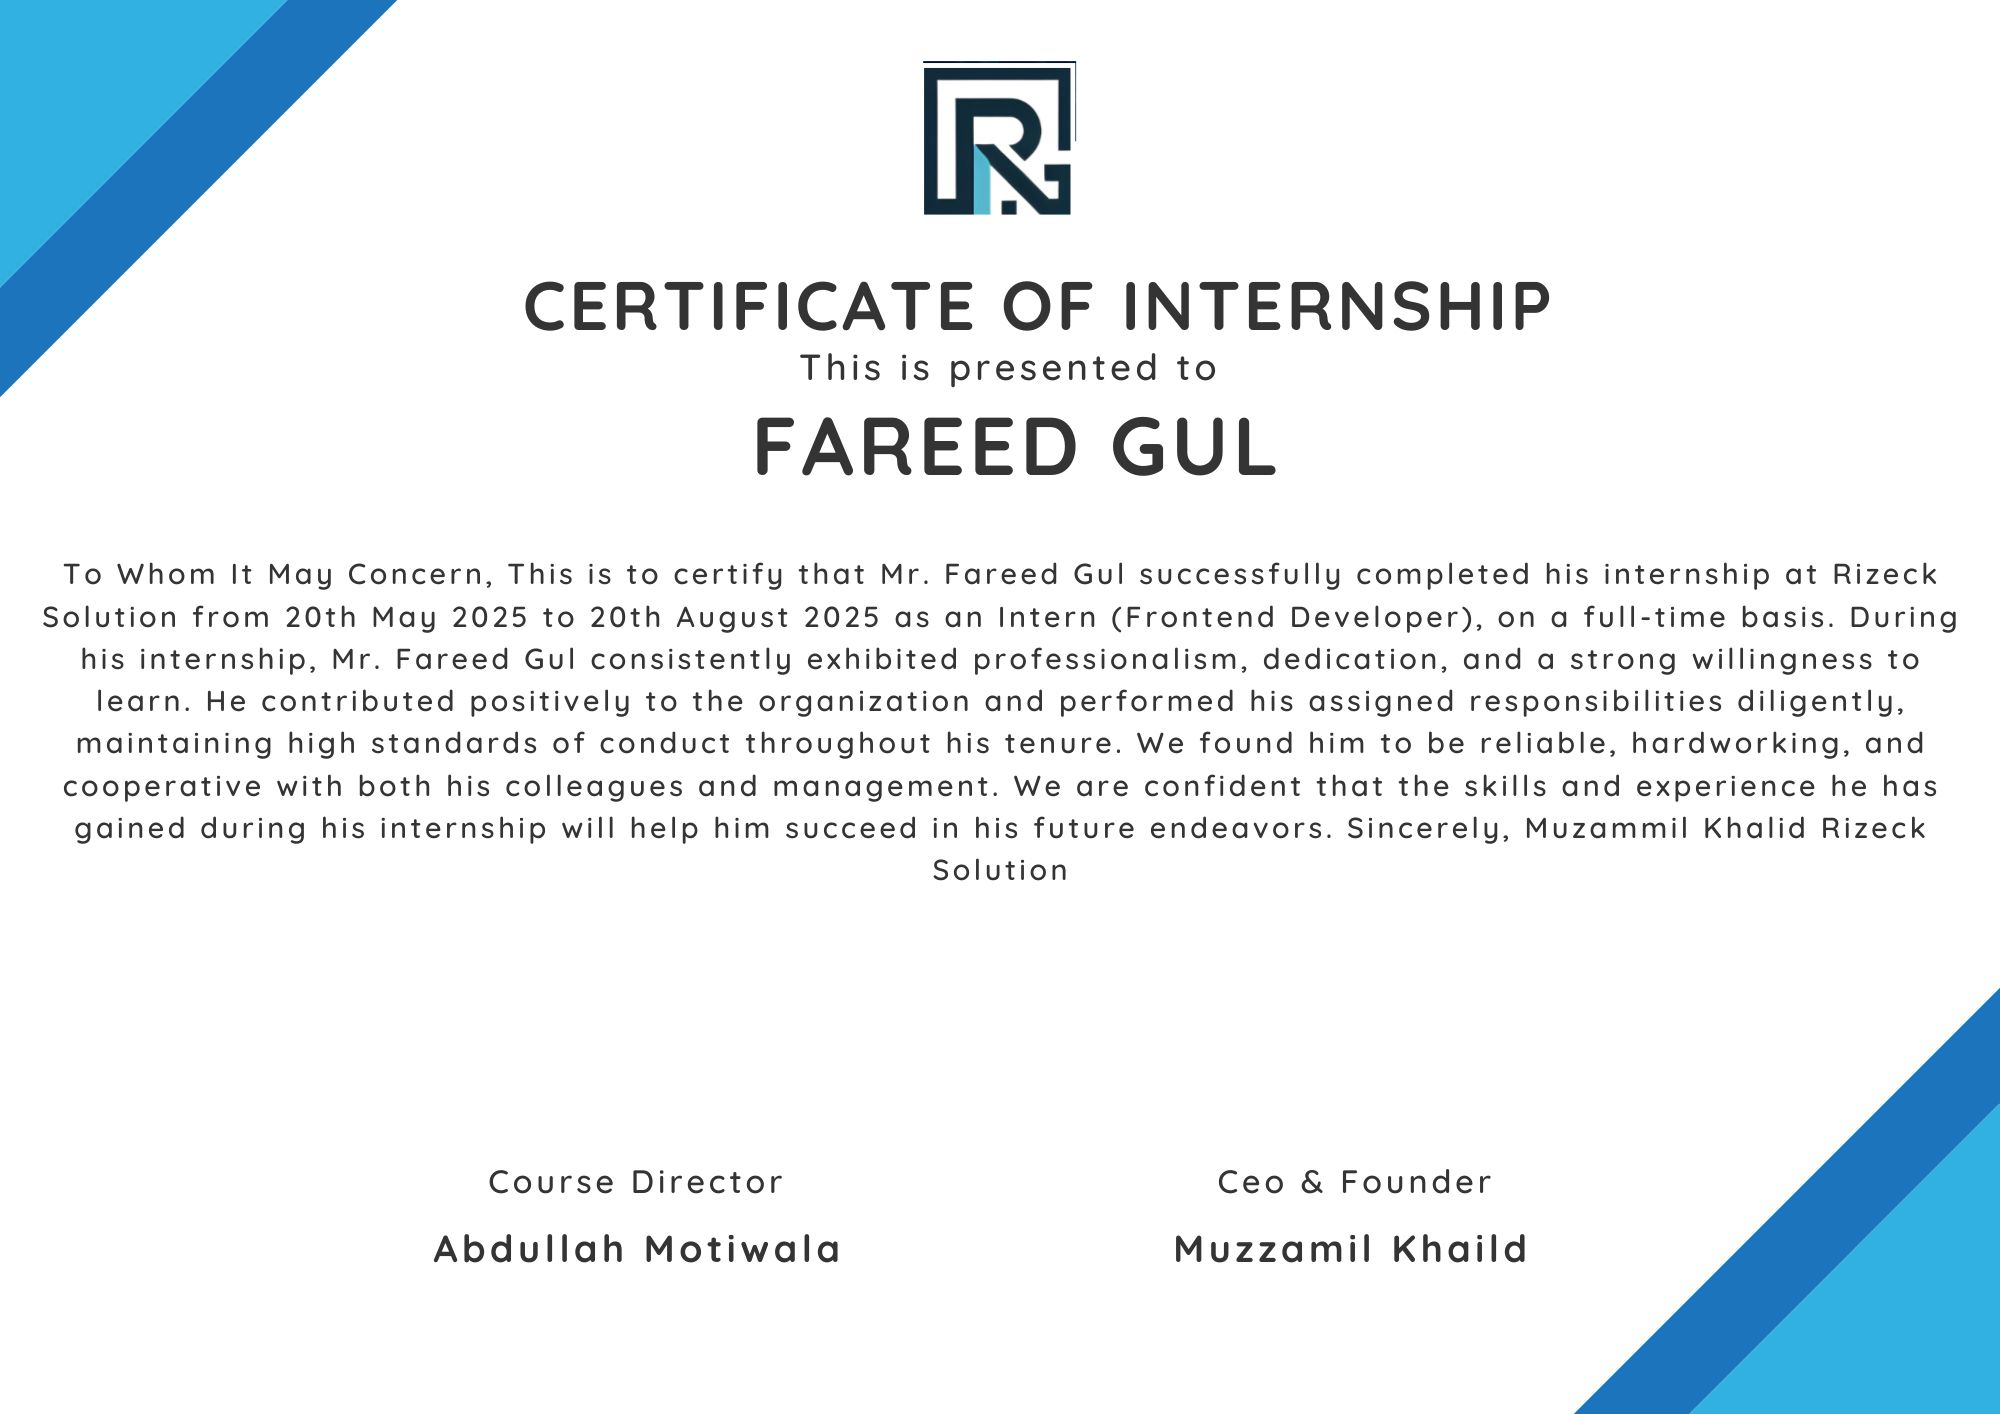 CERTIFICATE OF INTERNSHIP
This is presented to
FAREED GUL
To Whom It May Concern, This is to certify that Mr. Fareed Gul successfully completed his internship at Rizeck
Solution from 20th May 2025 to 20th August 2025 as an Intern (Frontend Developer), on a full-time basis. During
his internship, Mr. Fareed Gul consistently exhibited professionalism, dedication, and a strong willingness to
learn. He contributed positively to the organization and performed his assigned responsibilities diligently,
maintaining high standards of conduct throughout his tenure. We found him to be reliable, hardworking, and
cooperative with both his colleagues and management. We are confident that the skills and experience he has
gained during his internship will help him succeed in his future endeavors. Sincerely, Muzammil Khalid Rizeck
Solution
Course Director
Abdullah Motiwala
Ceo & Founder
Muzzamil Khaild